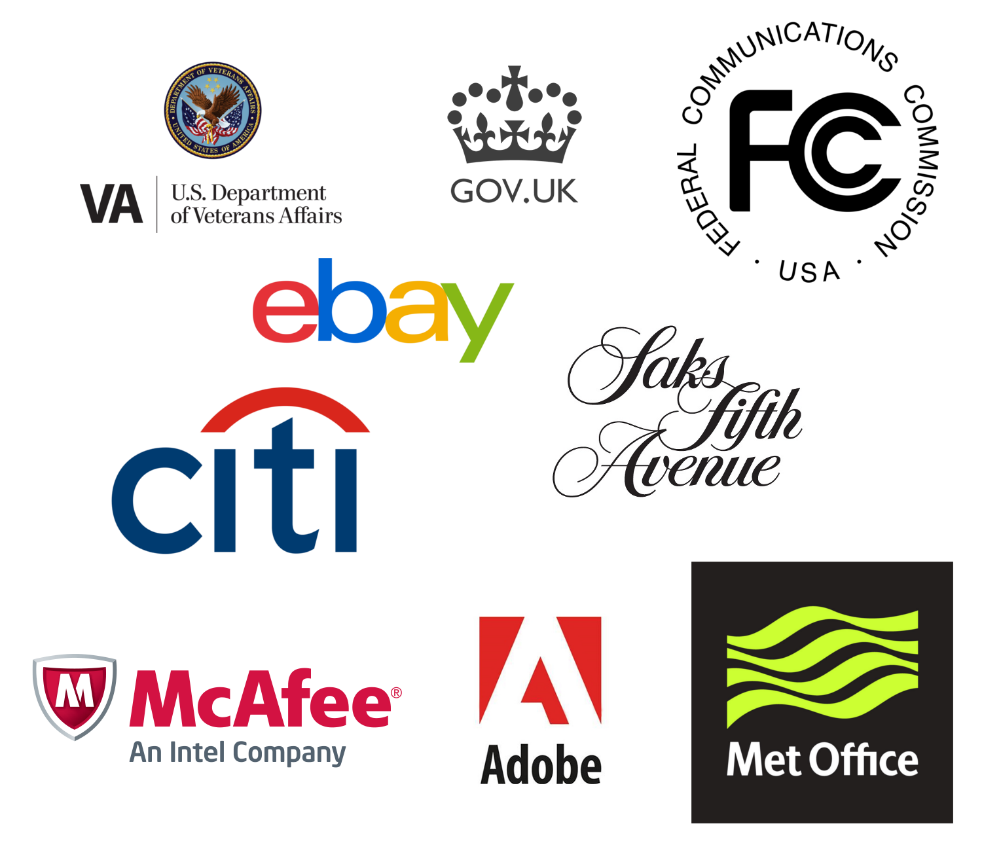 DEPARTMENT OF VETERANS AFFAIRS
UNITED STATES OF AMERICA
VA
U.S. Department
of Veterans Affairs
GOV.UK
FEDERAL COMMUNICATIONS COMMISSION
· USA ·
FCC
ebay
Saks
fifth
Avenue
citi
M
McAfee®
An Intel Company
Adobe
Met Office